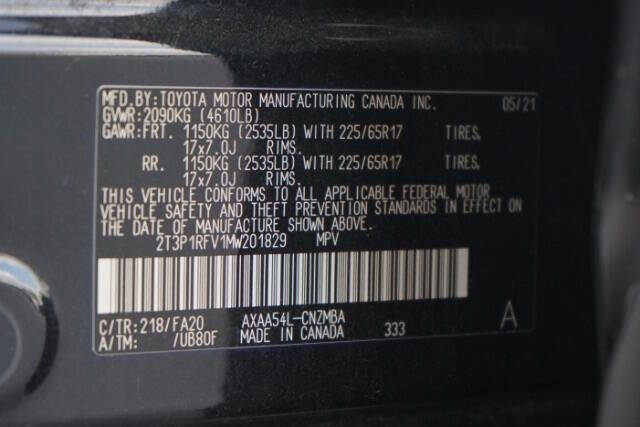 MFD.BY:TOYOTA MOTOR MANUFACTURING CANADA INC. 05/21
GVWR:2090KG (4610LB)
GAWR:FRT. 1150KG (2535LB) WITH 225/65R17 TIRES.
17x7.0J RIMS.
RR. 1150KG (2535LB) WITH 225/65R17 TIRES.
17x7.0J RIMS.
THIS VEHICLE CONFORMS TO ALL APPLICABLE FEDERAL MOTOR
VEHICLE SAFETY AND THEFT PREVENTION STANDARDS IN EFFECT ON
THE DATE OF MANUFACTURE SHOWN ABOVE.
2T3P1RFV1MW201829 MPV
C/TR:218/FA20 AXAA54L-CNZMBA A
A/TM: /UB80F MADE IN CANADA 333